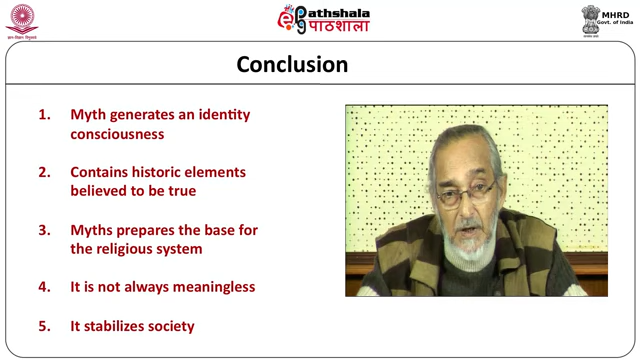 Pathshala
पाठशाला
MHRD
Govt. of India
Conclusion
1. Myth generates an identity
consciousness
2. Contains historic elements
believed to be true
3. Myths prepares the base for
the religious system
4. It is not always meaningless
5. It stabilizes society